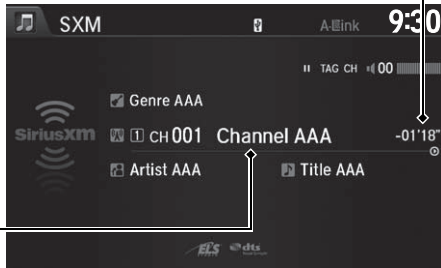 SXM A-Link 9:30
TAG CH 00
Genre AAA
SiriusXM 1 CH 001 Channel AAA -01'18"
Artist AAA Title AAA
ELS dts